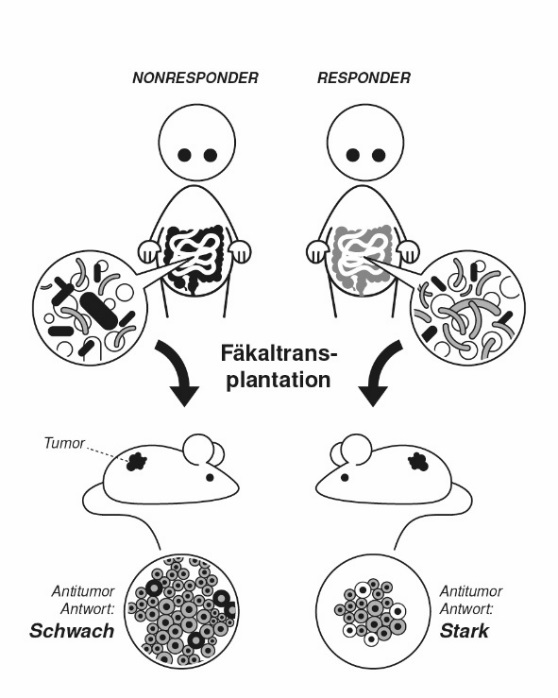 NONRESPONDER
RESPONDER
Fäkaltrans-
plantation
Tumor
Antitumor
Antwort:
Schwach
Antitumor
Antwort:
Stark